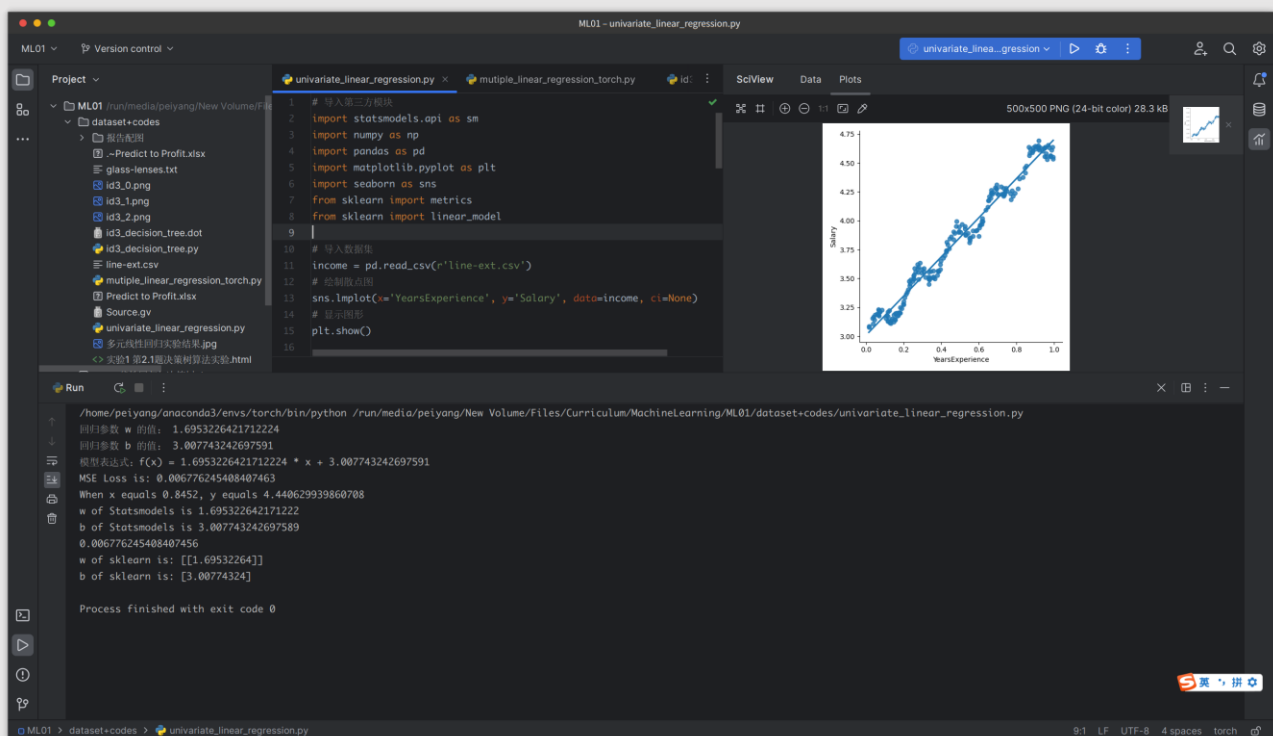 ML01 – univariate_linear_regression.py
ML01
Version control
univariate_linea...gression
Project
univariate_linear_regression.py
mutiple_linear_regression_torch.py
SciView
Data
Plots
ML01 /run/media/peiyang/New Volume/File
dataset+codes
报告配图
.~Predict to Profit.xlsx
glass-lenses.txt
id3_0.png
id3_1.png
id3_2.png
id3_decision_tree.dot
id3_decision_tree.py
line-ext.csv
mutiple_linear_regression_torch.py
Predict to Profit.xlsx
Source.gv
univariate_linear_regression.py
多元线性回归实验结果.jpg
实验1 第2.1题决策树算法实验.html
1 # 导入第三方模块
2 import statsmodels.api as sm
3 import numpy as np
4 import pandas as pd
5 import matplotlib.pyplot as plt
6 import seaborn as sns
7 from sklearn import metrics
8 from sklearn import linear_model
9
10 # 导入数据集
11 income = pd.read_csv(r'line-ext.csv')
12 # 绘制散点图
13 sns.lmplot(x='YearsExperience', y='Salary', data=income, ci=None)
14 # 显示图形
15 plt.show()
16
1:1
500x500 PNG (24-bit color) 28.3 kB
4.75
4.50
4.25
4.00
3.75
3.50
3.25
3.00
Salary
0.0 0.2 0.4 0.6 0.8 1.0
YearsExperience
Run
/home/peiyang/anaconda3/envs/torch/bin/python /run/media/peiyang/New Volume/Files/Curriculum/MachineLearning/ML01/dataset+codes/univariate_linear_regression.py
回归参数 w 的值: 1.6953226421712224
回归参数 b 的值: 3.007743242697591
模型表达式: f(x) = 1.6953226421712224 * x + 3.007743242697591
MSE Loss is: 0.006776245408407463
When x equals 0.8452, y equals 4.440629939860708
w of Statsmodels is 1.695322642171222
b of Statsmodels is 3.007743242697589
0.006776245408407456
w of sklearn is: [[1.69532264]]
b of sklearn is: [3.00774324]
Process finished with exit code 0
英 拼
ML01 > dataset+codes > univariate_linear_regression.py
9:1 LF UTF-8 4 spaces torch